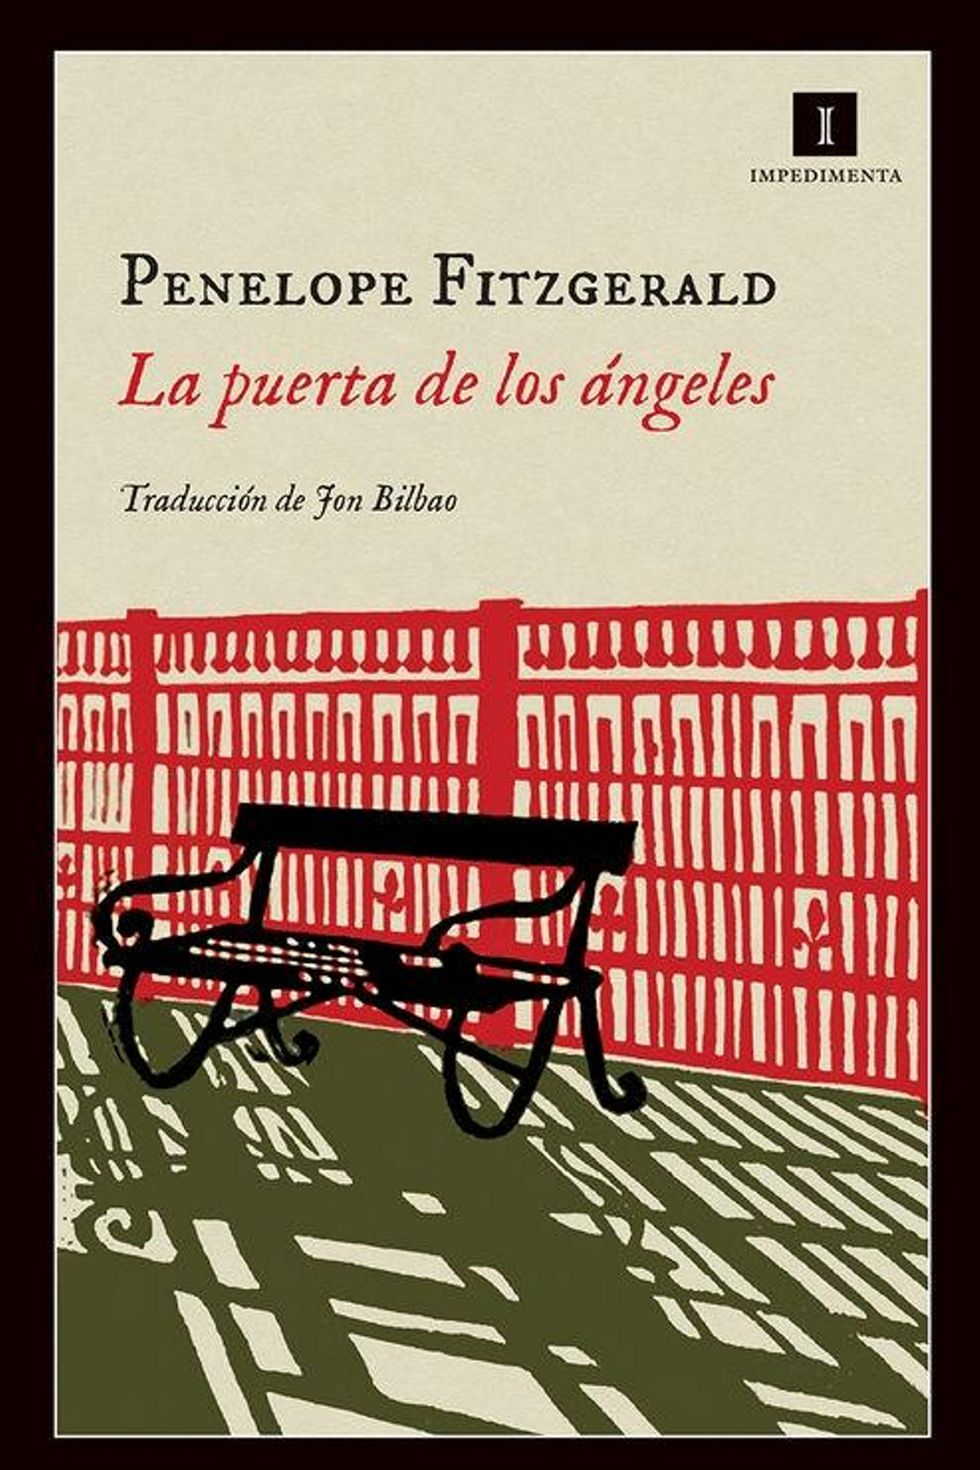 I
IMPEDIMENTA
PENELOPE FITZGERALD
La puerta de los ángeles
Traducción de Jon Bilbao